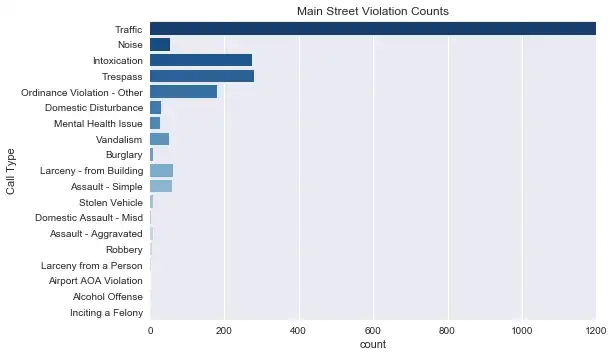 Main Street Violation Counts
Traffic
Noise
Intoxication
Trespass
Ordinance Violation - Other
Domestic Disturbance
Mental Health Issue
Vandalism
Burglary
Larceny - from Building
Assault - Simple
Stolen Vehicle
Domestic Assault - Misd
Assault - Aggravated
Robbery
Larceny from a Person
Airport AOA Violation
Alcohol Offense
Inciting a Felony
Call Type
0 200 400 600 800 1000 1200
count